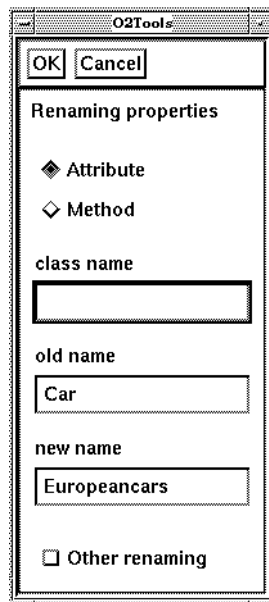 O2Tools
OK Cancel
Renaming properties
Attribute
Method
class name
old name
Car
new name
Europeancars
Other renaming